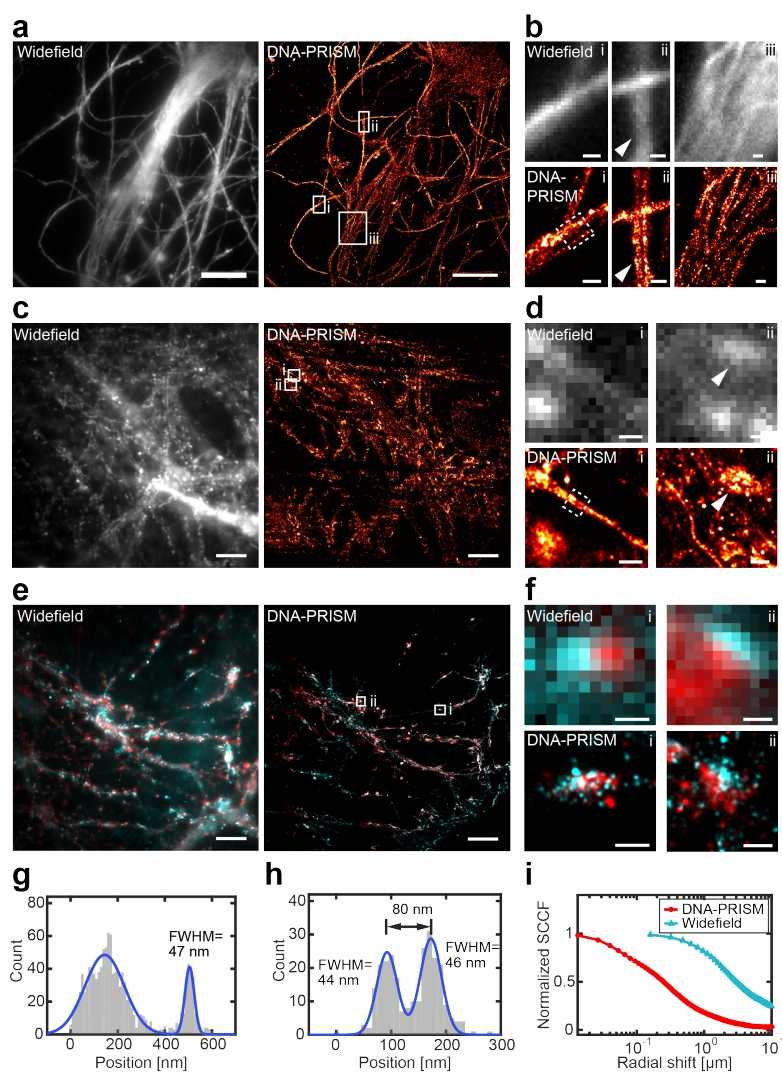 a
Widefield
DNA-PRISM
ii
i
iii
b
Widefield i
ii
iii
DNA-
PRISM
i
ii
iii
c
Widefield
DNA-PRISM
i
ii
d
Widefield i
ii
DNA-PRISM i
ii
e
Widefield
DNA-PRISM
ii
i
f
Widefield i
ii
DNA-PRISM i
ii
g
80
60
40
20
0
Count
FWHM=
47 nm
0 200 400 600
Position [nm]
h
40
30
20
10
0
Count
80 nm
FWHM=
44 nm
FWHM=
46 nm
0 100 200 300
Position [nm]
i
Normalized SCCF
1
0.5
0
DNA-PRISM
Widefield
10⁻¹ 10⁰ 10
Radial shift [µm]